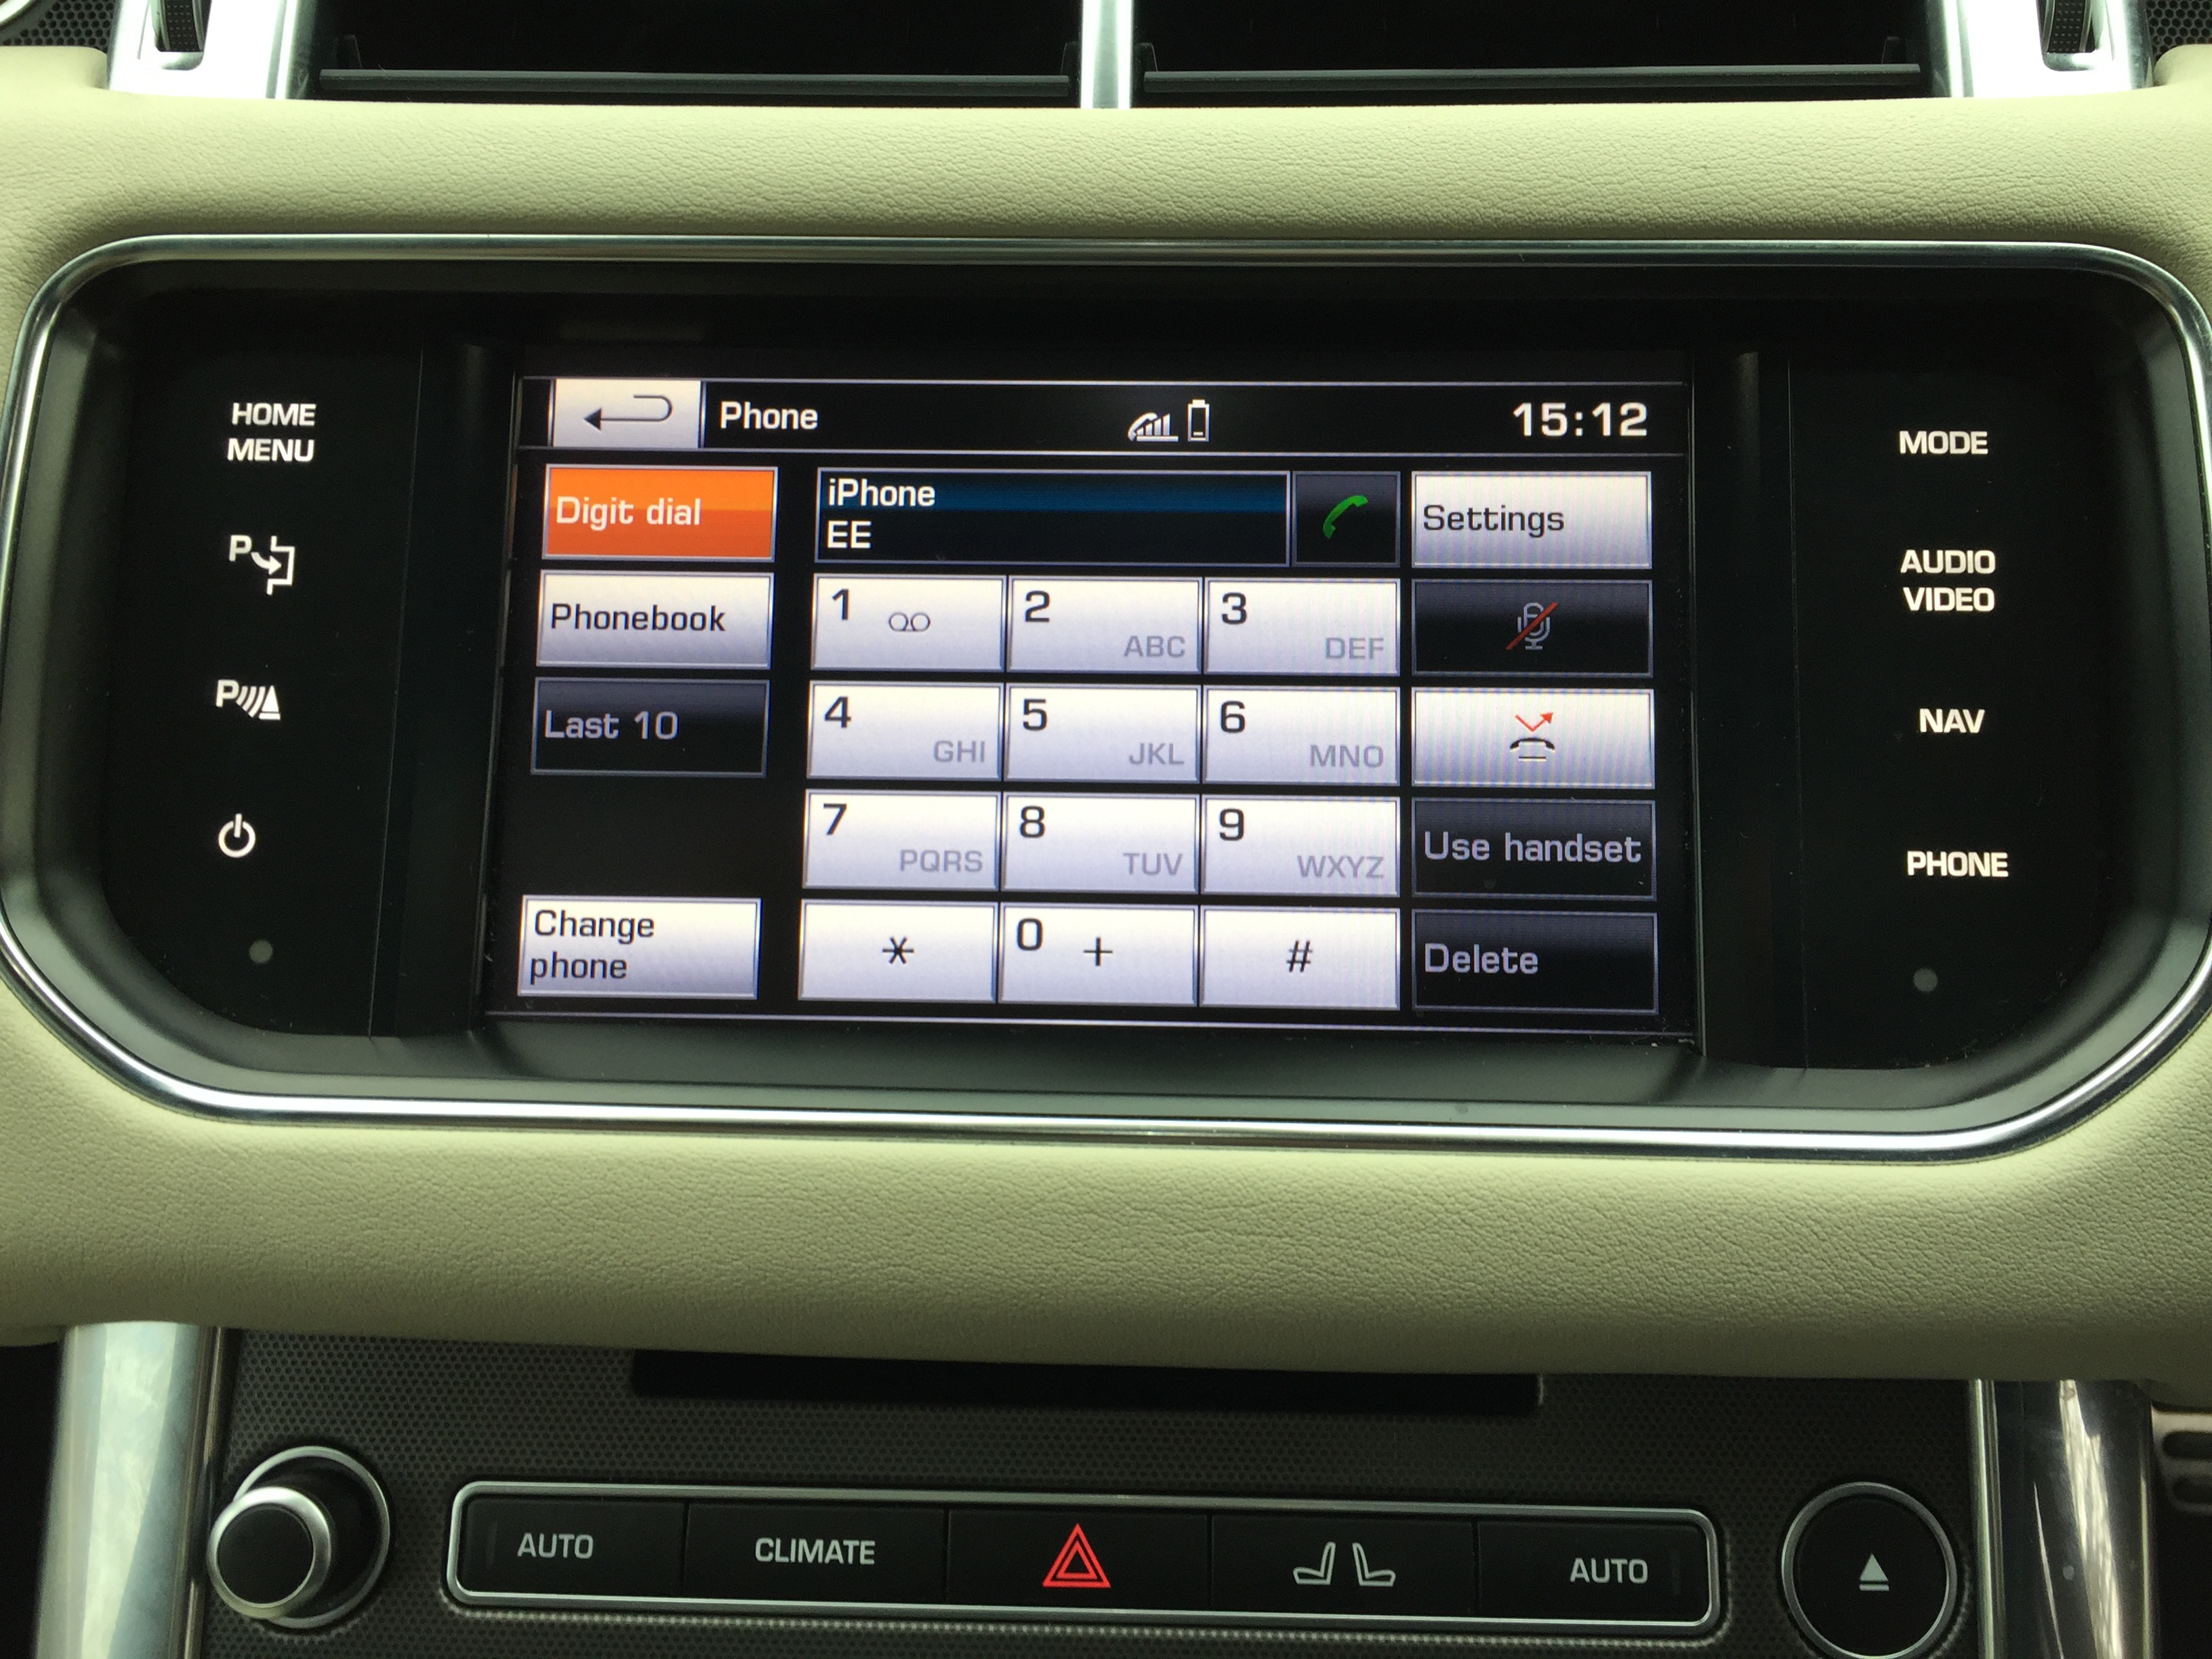 HOME
MENU
P
P
Phone
15:12
Digit dial
Phonebook
Last 10
Change
phone
iPhone
EE
1
2 ABC
3 DEF
4 GHI
5 JKL
6 MNO
7 PQRS
8 TUV
9 WXYZ
*
0 +
#
Settings
Use handset
Delete
MODE
AUDIO
VIDEO
NAV
PHONE
AUTO
CLIMATE
AUTO